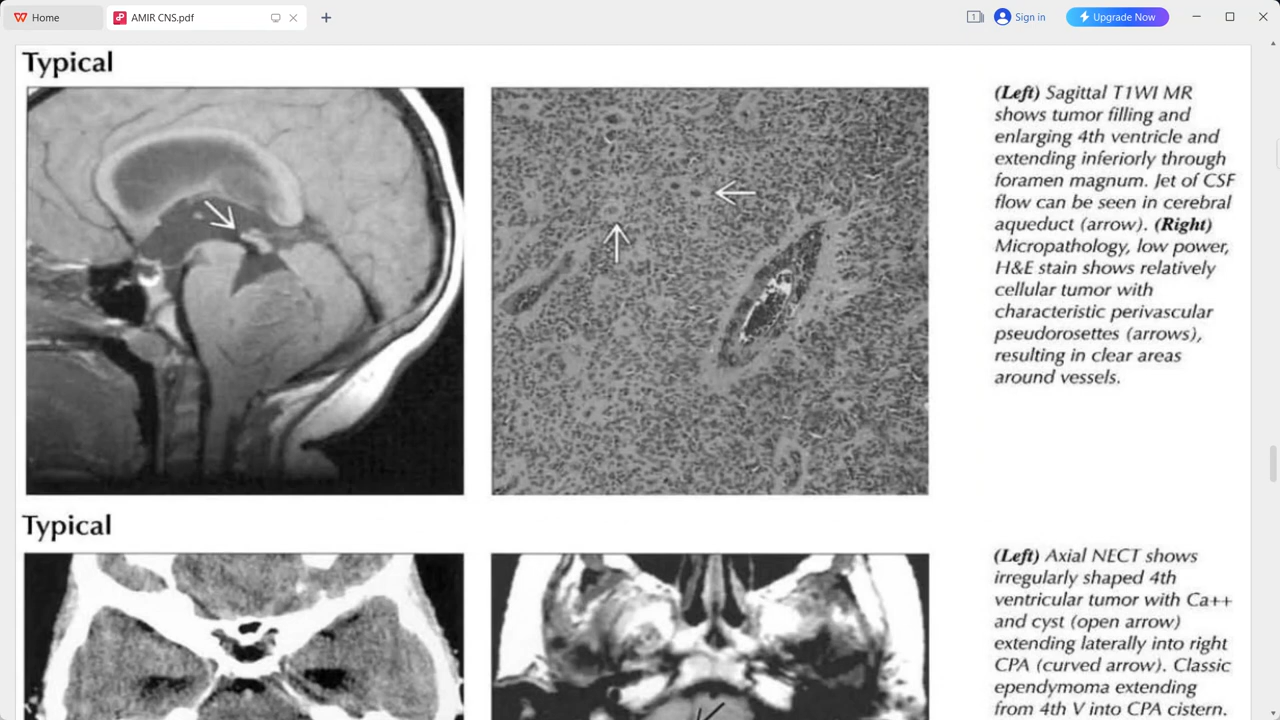 Home
AMIR CNS.pdf
1
Sign in
Upgrade Now
Typical
(Left) Sagittal T1WI MR
shows tumor filling and
enlarging 4th ventricle and
extending inferiorly through
foramen magnum. Jet of CSF
flow can be seen in cerebral
aqueduct (arrow). (Right)
Micropathology, low power,
H&E stain shows relatively
cellular tumor with
characteristic perivascular
pseudorosettes (arrows),
resulting in clear areas
around vessels.
Typical
(Left) Axial NECT shows
irregularly shaped 4th
ventricular tumor with Ca++
and cyst (open arrow)
extending laterally into right
CPA (curved arrow). Classic
ependymoma extending
from 4th V into CPA cistern.